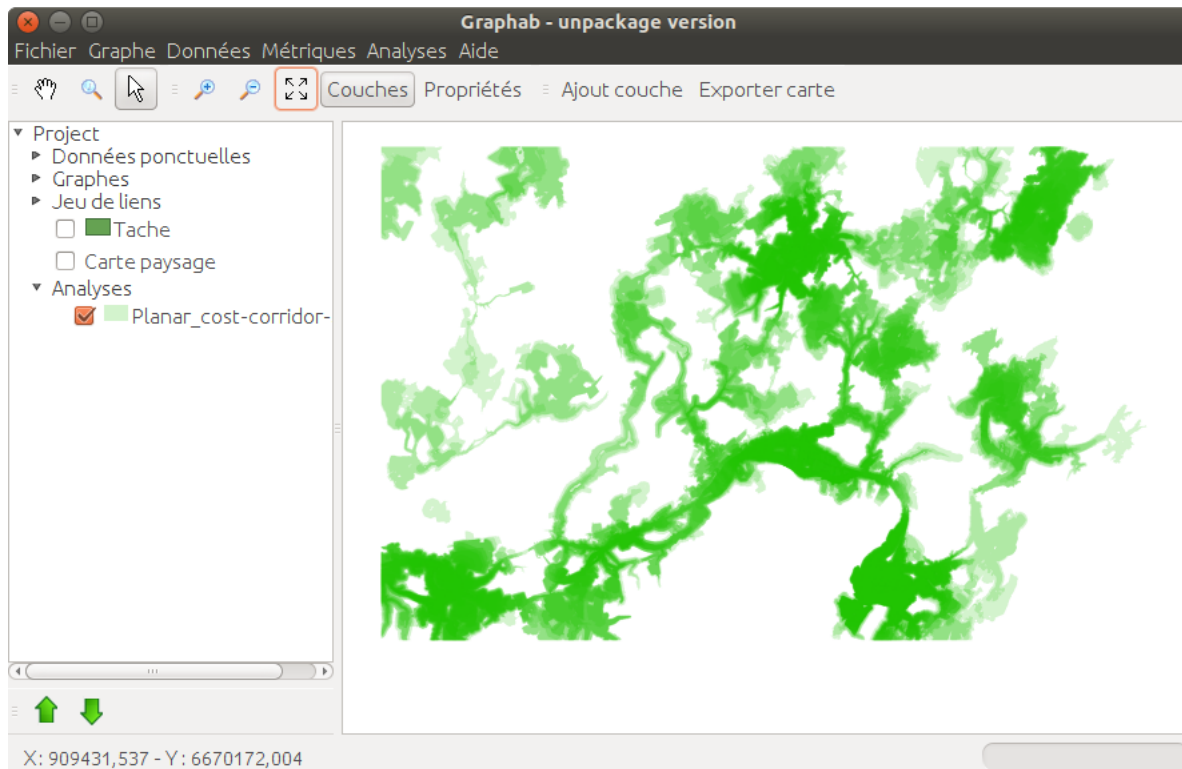 Graphab - unpackage version
Fichier Graphe Données Métriques Analyses Aide
Couches Propriétés Ajout couche Exporter carte
Project
Données ponctuelles
Graphes
Jeu de liens
Tache
Carte paysage
Analyses
Planar_cost-corridor-
X: 909431,537 - Y: 6670172,004